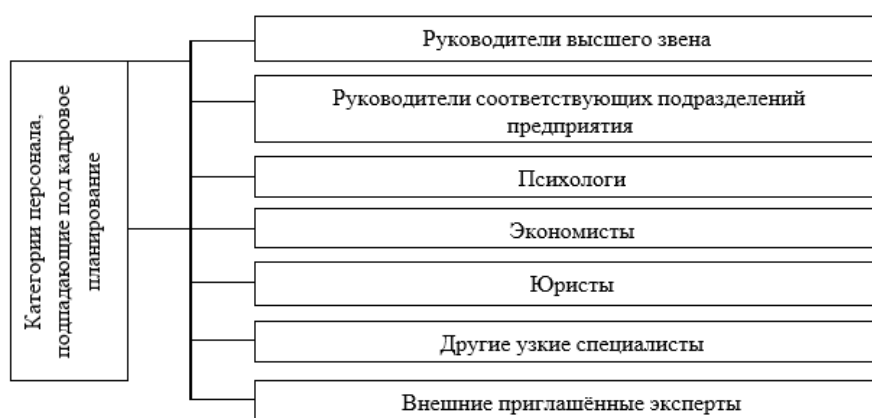 Категории персонала,
подпадающие под кадровое
планирование
Руководители высшего звена
Руководители соответствующих подразделений
предприятия
Психологи
Экономисты
Юристы
Другие узкие специалисты
Внешние приглашённые эксперты